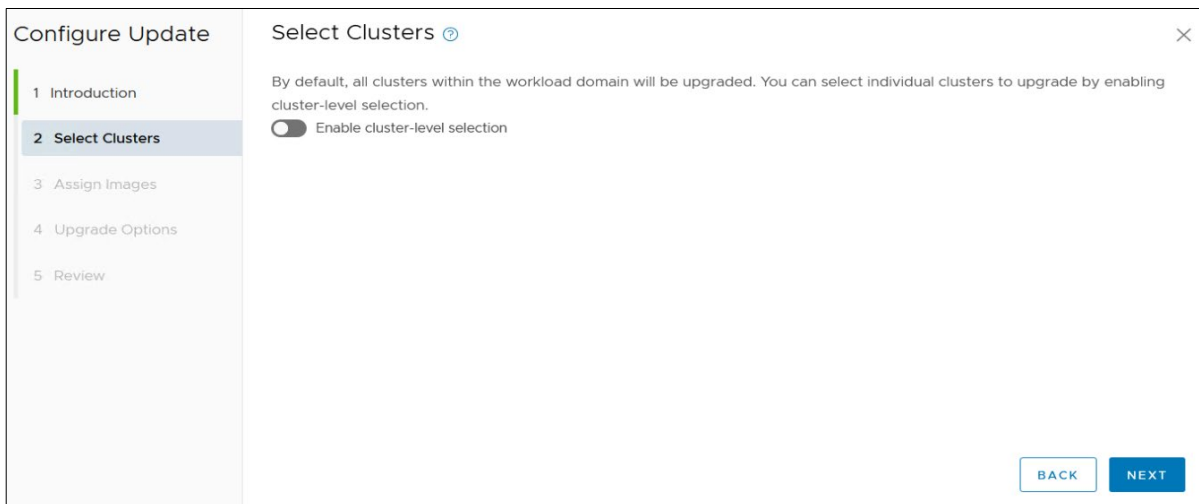 Configure Update
1 Introduction
2 Select Clusters
3 Assign Images
4 Upgrade Options
5 Review
Select Clusters
By default, all clusters within the workload domain will be upgraded. You can select individual clusters to upgrade by enabling
cluster-level selection.
Enable cluster-level selection
BACK NEXT